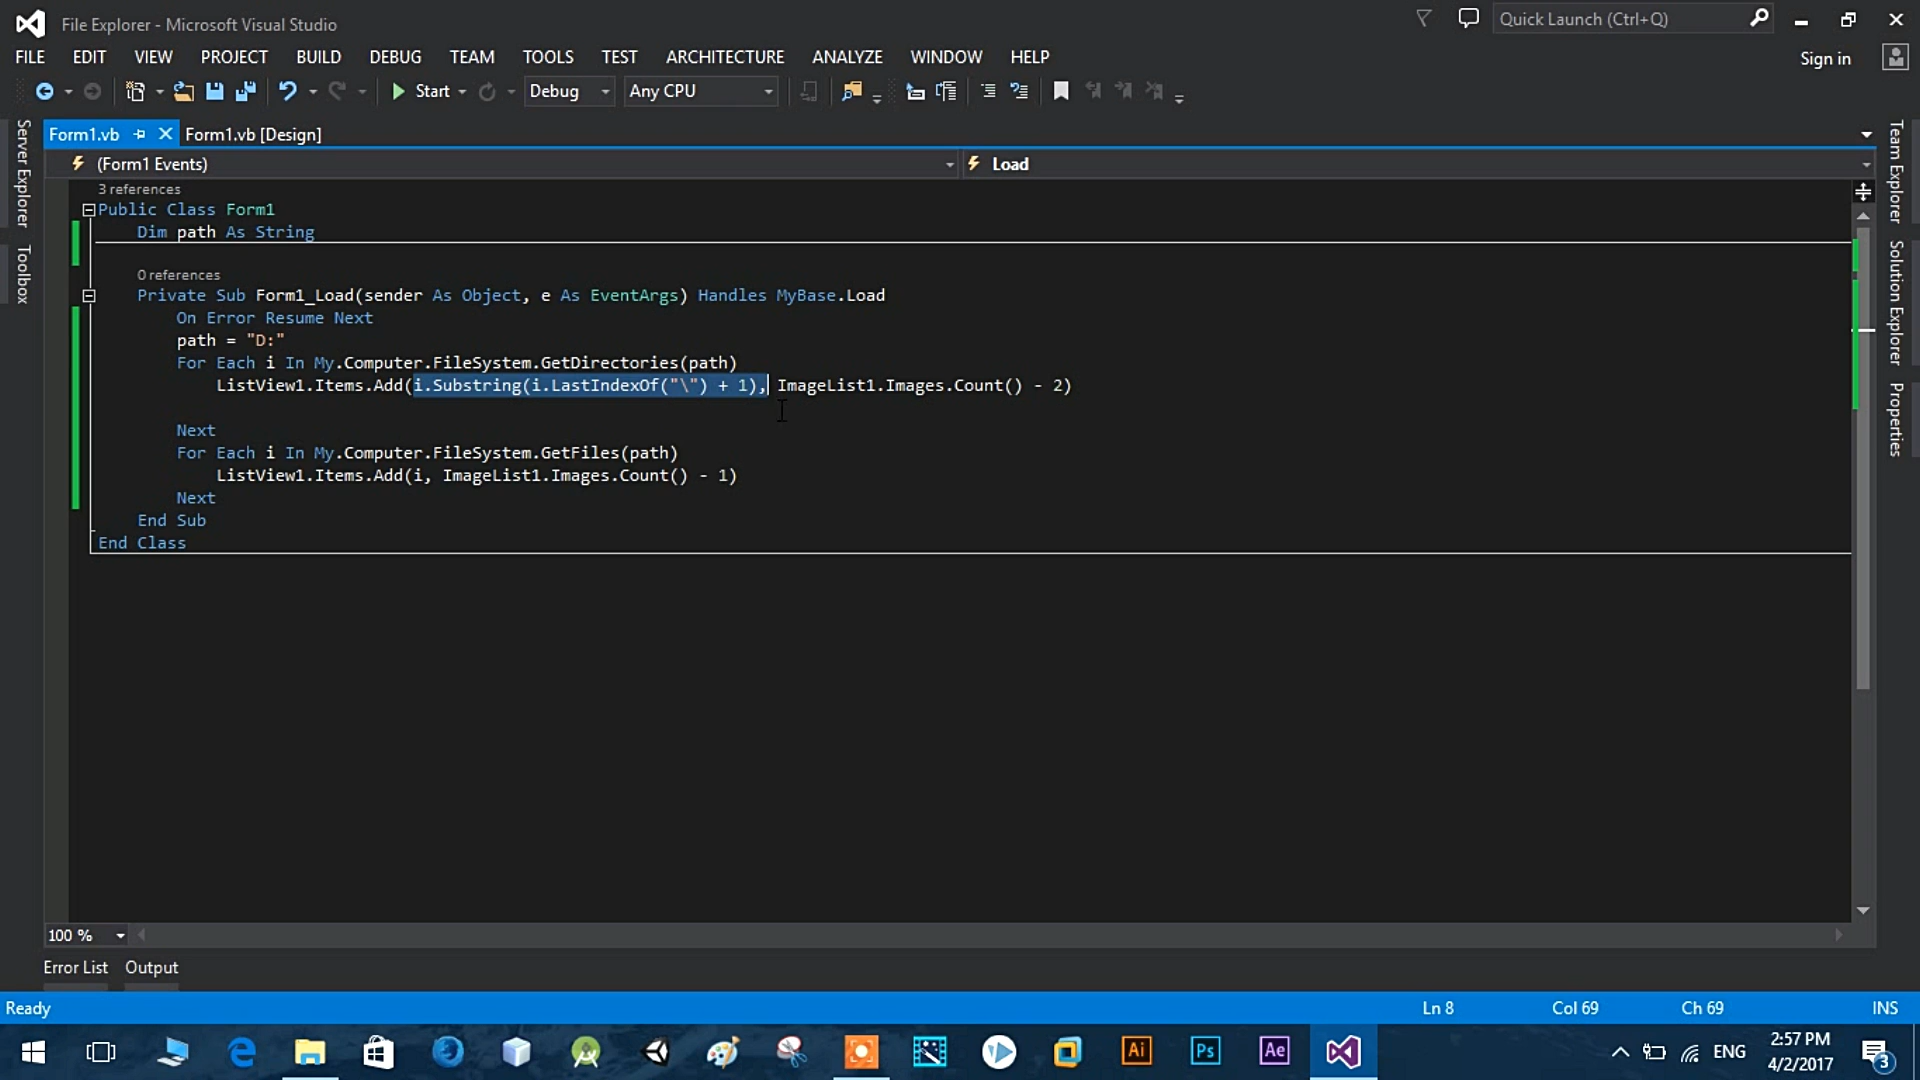 File Explorer - Microsoft Visual Studio
Quick Launch (Ctrl+Q)
FILE EDIT VIEW PROJECT BUILD DEBUG TEAM TOOLS TEST ARCHITECTURE ANALYZE WINDOW HELP
Sign in
Start Debug Any CPU
Server Explorer
Toolbox
Form1.vb Form1.vb [Design]
(Form1 Events) Load
3 references
Public Class Form1
Dim path As String
0 references
Private Sub Form1_Load(sender As Object, e As EventArgs) Handles MyBase.Load
On Error Resume Next
path = "D:"
For Each i In My.Computer.FileSystem.GetDirectories(path)
ListView1.Items.Add(i.Substring(i.LastIndexOf("\") + 1), ImageList1.Images.Count() - 2)
Next
For Each i In My.Computer.FileSystem.GetFiles(path)
ListView1.Items.Add(i, ImageList1.Images.Count() - 1)
Next
End Sub
End Class
Team Explorer
Solution Explorer
Properties
100 %
Error List Output
Ready Ln 8 Col 69 Ch 69 INS
Ai Ps Ae ENG 2:57 PM
4/2/2017
3